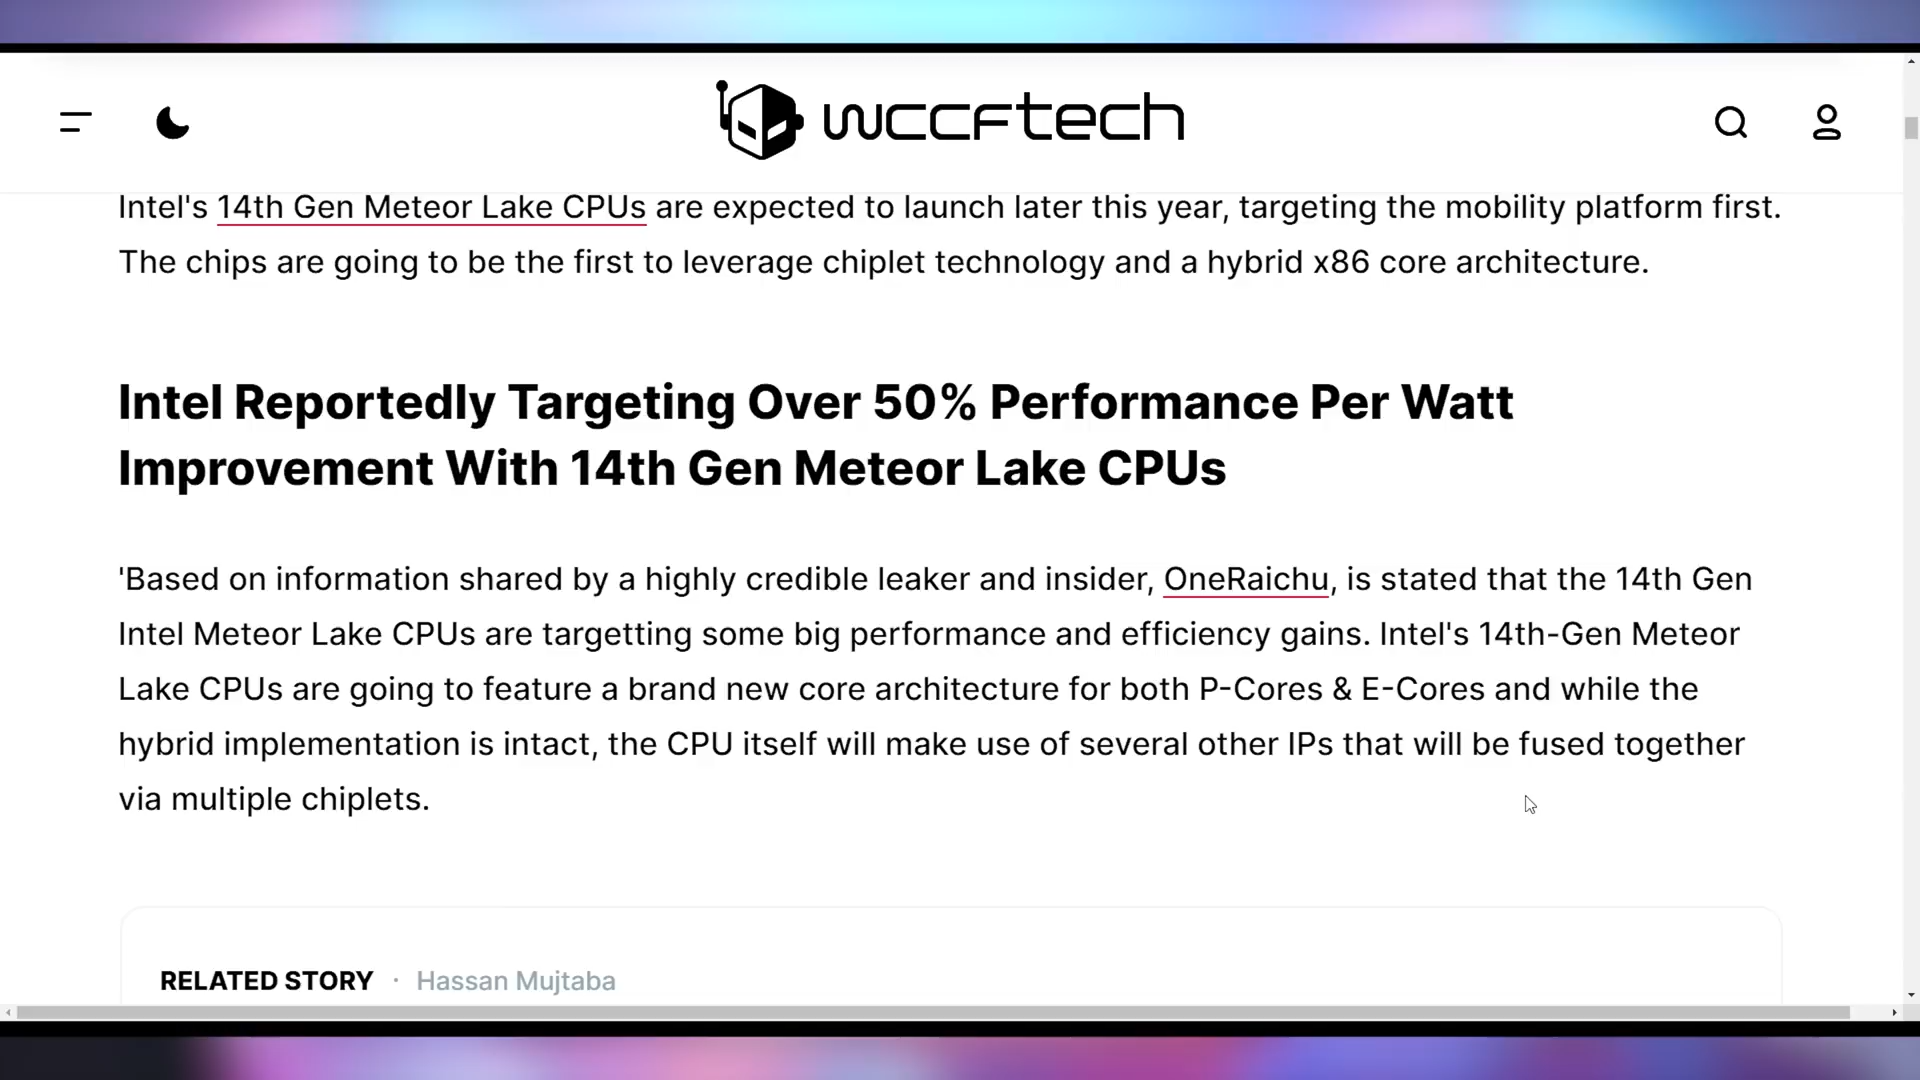 wccftech
Intel's 14th Gen Meteor Lake CPUs are expected to launch later this year, targeting the mobility platform first.
The chips are going to be the first to leverage chiplet technology and a hybrid x86 core architecture.
Intel Reportedly Targeting Over 50% Performance Per Watt
Improvement With 14th Gen Meteor Lake CPUs
'Based on information shared by a highly credible leaker and insider, OneRaichu, is stated that the 14th Gen
Intel Meteor Lake CPUs are targetting some big performance and efficiency gains. Intel's 14th-Gen Meteor
Lake CPUs are going to feature a brand new core architecture for both P-Cores & E-Cores and while the
hybrid implementation is intact, the CPU itself will make use of several other IPs that will be fused together
via multiple chiplets.
RELATED STORY · Hassan Mujtaba